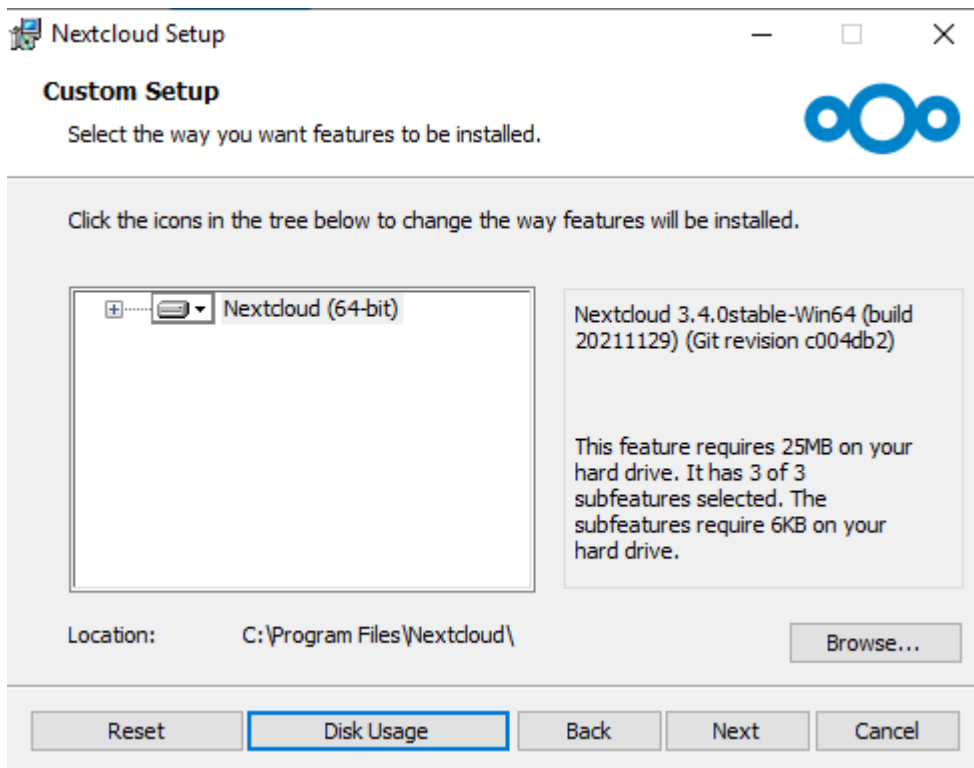 Nextcloud Setup
Custom Setup
Select the way you want features to be installed.
Click the icons in the tree below to change the way features will be installed.
Nextcloud (64-bit)
Nextcloud 3.4.0stable-Win64 (build
20211129) (Git revision c004db2)
This feature requires 25MB on your
hard drive. It has 3 of 3
subfeatures selected. The
subfeatures require 6KB on your
hard drive.
Location: C:\Program Files\Nextcloud\
Browse...
Reset Disk Usage Back Next Cancel